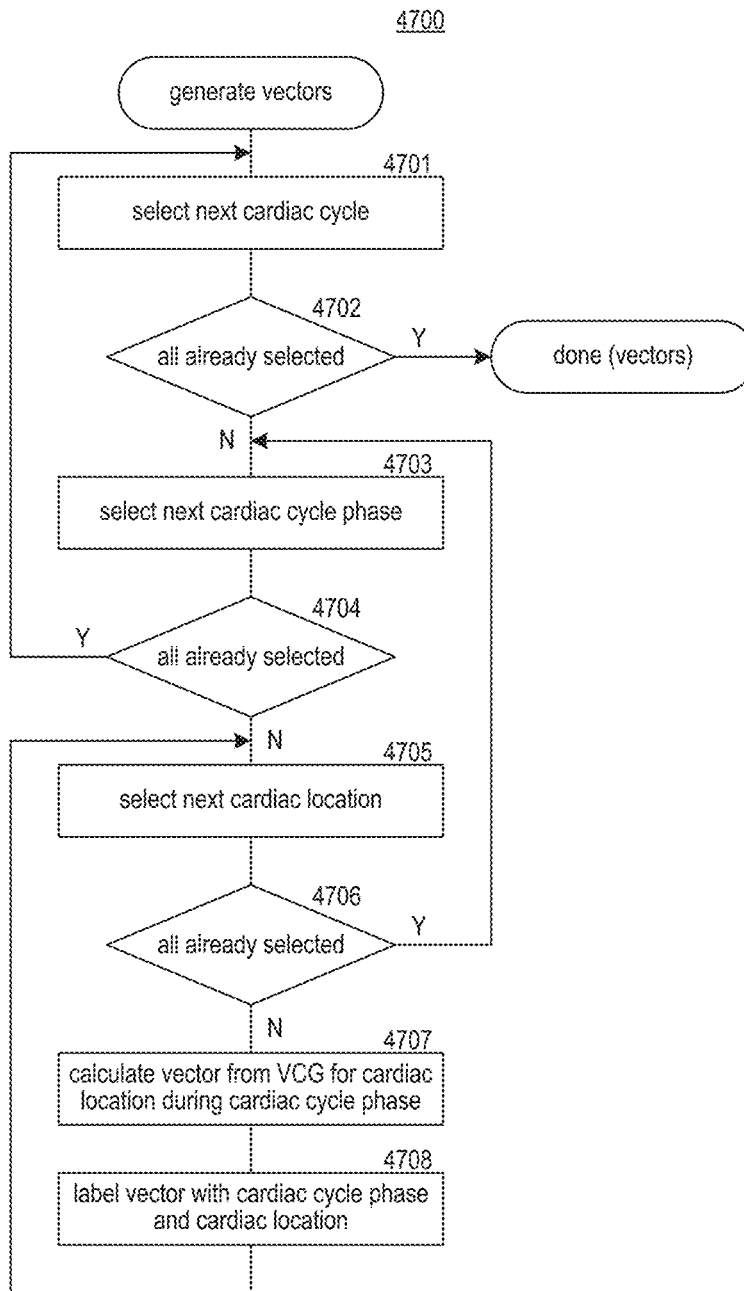 4700
generate vectors
4701
select next cardiac cycle
4702
all already selected
Y
done (vectors)
N
4703
select next cardiac cycle phase
4704
Y
all already selected
N
4705
select next cardiac location
4706
all already selected
Y
N
4707
calculate vector from VCG for cardiac
location during cardiac cycle phase
4708
label vector with cardiac cycle phase
and cardiac location